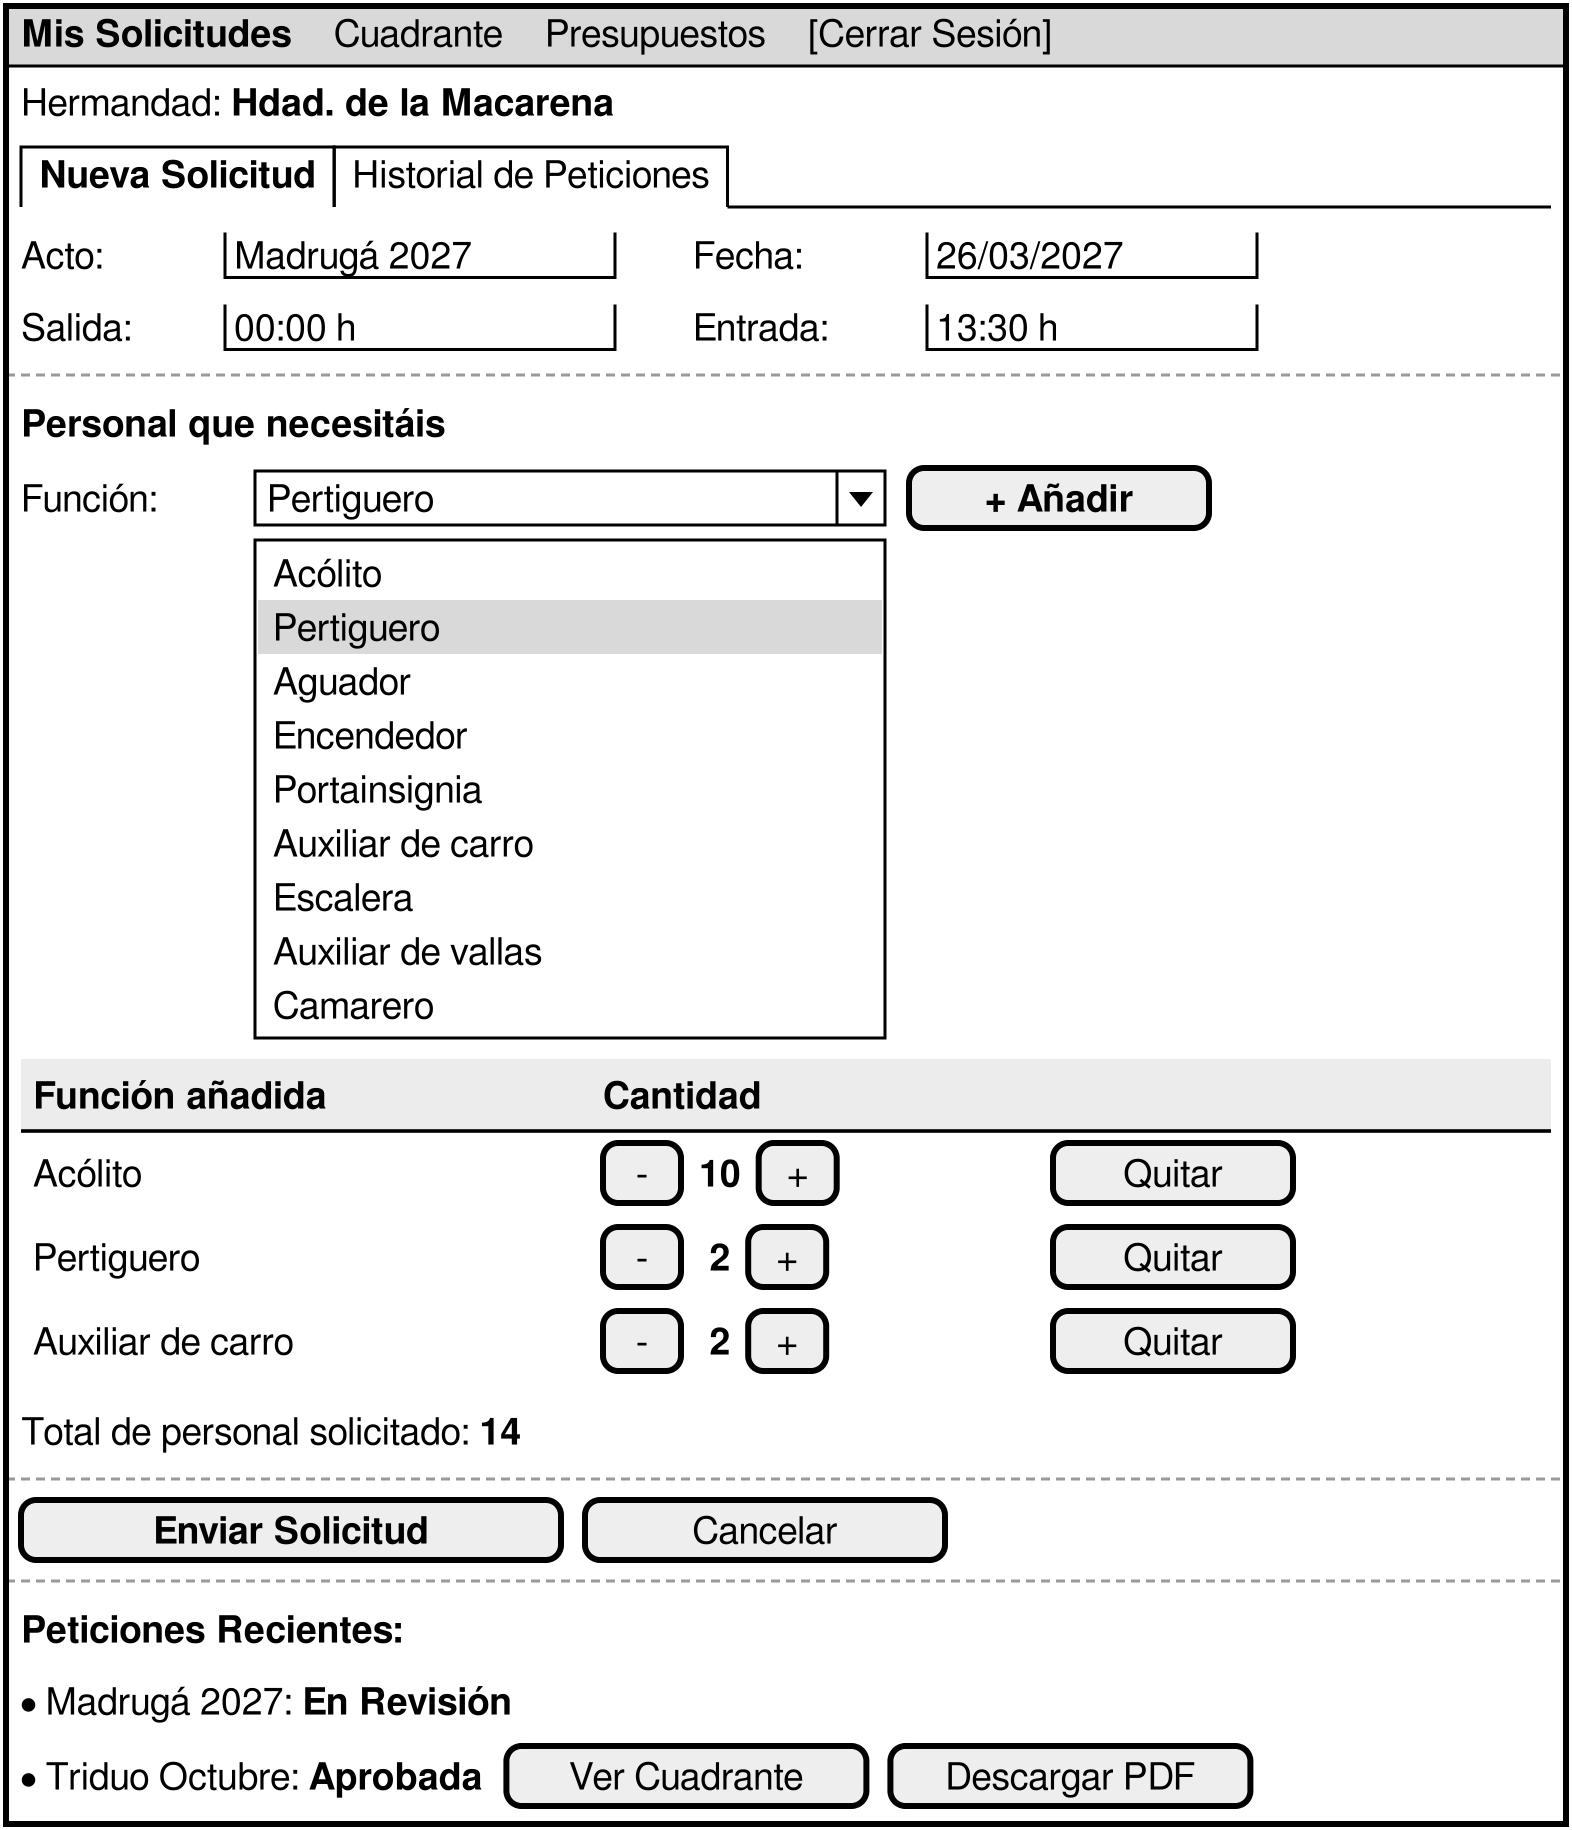 Mis Solicitudes Cuadrante Presupuestos [Cerrar Sesión]
Hermandad: Hdad. de la Macarena
Nueva Solicitud Historial de Peticiones
Acto: Madrugá 2027 Fecha: 26/03/2027
Salida: 00:00 h Entrada: 13:30 h
Personal que necesitáis
Función: Pertiguero + Añadir
Acólito
Pertiguero
Aguador
Encendedor
Portainsignia
Auxiliar de carro
Escalera
Auxiliar de vallas
Camarero
Función añadida Cantidad
Acólito - 10 + Quitar
Pertiguero - 2 + Quitar
Auxiliar de carro - 2 + Quitar
Total de personal solicitado: 14
Enviar Solicitud Cancelar
Peticiones Recientes:
• Madrugá 2027: En Revisión
• Triduo Octubre: Aprobada Ver Cuadrante Descargar PDF